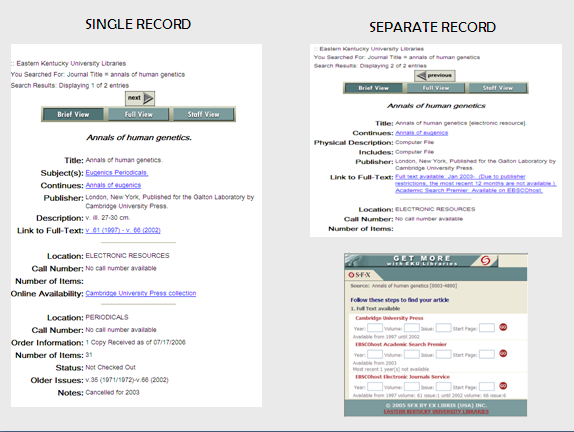 SINGLE RECORD
:: Eastern Kentucky University Libraries
You Searched For: Journal Title = annals of human genetics
Search Results: Displaying 1 of 2 entries
next
Brief View Full View Staff View
Annals of human genetics.
Title: Annals of human genetics.
Subject(s): Eugenics Periodicals.
Continues: Annals of eugenics
Publisher: London, New York, Published for the Galton Laboratory by
Cambridge University Press.
Description: v. ill. 27-30 cm.
Link to Full-Text: v .61 (1997) - v. 66 (2002)
Location: ELECTRONIC RESOURCES
Call Number: No call number available
Number of Items:
Online Availability: Cambridge University Press collection
Location: PERIODICALS
Call Number: No call number available
Order Information: 1 Copy Received as of 07/17/2006
Number of Items: 31
Status: Not Checked Out
Older Issues: v.35 (1971/1972)-v.66 (2002)
Notes: Cancelled for 2003
SEPARATE RECORD
:: Eastern Kentucky University Libraries
You Searched For: Journal Title = annals of human genetics
Search Results: Displaying 2 of 2 entries
previous
Brief View Full View Staff View
Annals of human genetics
Title: Annals of human genetics [electronic resource].
Continues: Annals of eugenics
Physical Description: Computer File
Includes: Computer File
Publisher: London, New York, Published for the Galton Laboratory by
Cambridge University Press.
Link to Full-Text: Full text available: Jan 2003-. (Due to publisher
restrictions, the most recent 12 months are not available.).
Academic Search Premier: Available on EBSCOhost.
Location: ELECTRONIC RESOURCES
Call Number: No call number available
Number of Items:
GET MORE
with EKU Libraries
S·F·X
Source: Annals of human genetics [0003-4800]
Follow these steps to find your article
1. Full Text available
Cambridge University Press
Year: Volume: Issue: Start Page: GO
Available from 1997 until 2002
EBSCOhost Academic Search Premier
Year: Volume: Issue: Start Page: GO
Available from 2003
Most recent 1 year(s) not available
EBSCOhost Electronic Journals Service
Year: Volume: Issue: Start Page: GO
Available from 1997 volume: 61 issue:1 until 2002 volume: 66 issue:6
© 2005 SFX BY EX LIBRIS (USA) INC.
EASTERN KENTUCKY UNIVERSITY LIBRARIES